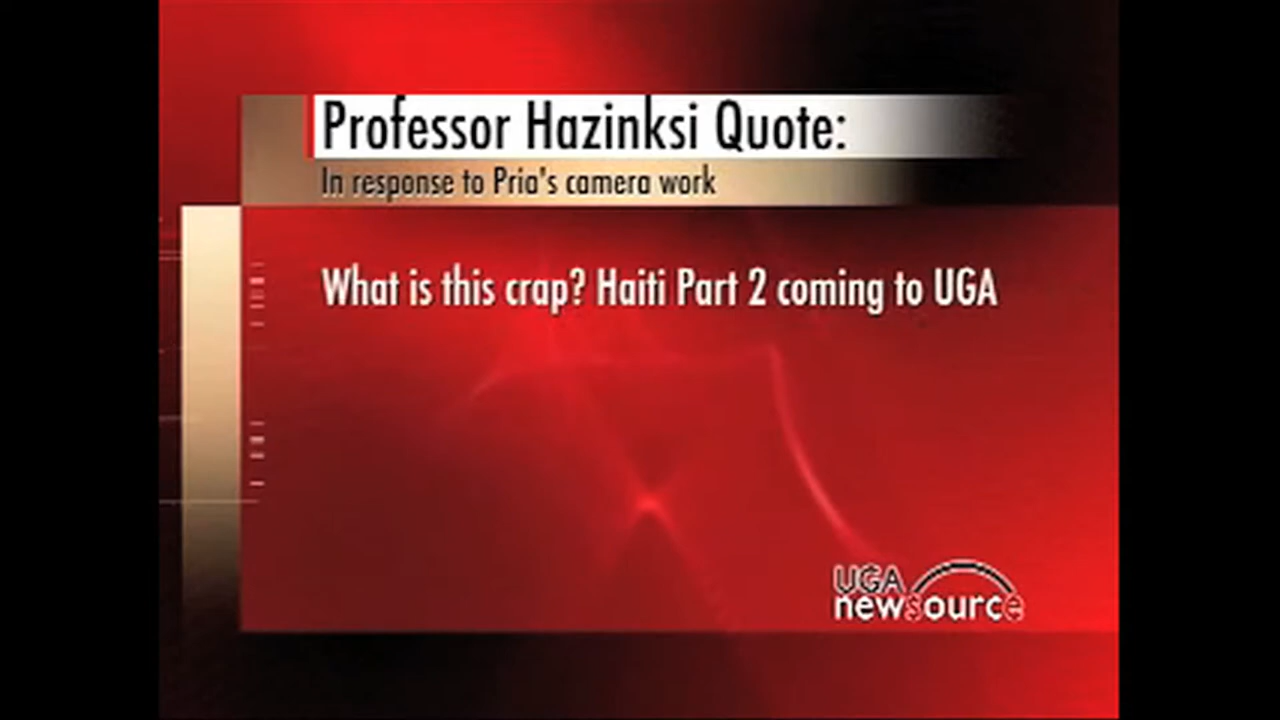 Professor Hazinksi Quote:
In response to Pria's camera work
What is this crap? Haiti Part 2 coming to UGA
UGA
newsource